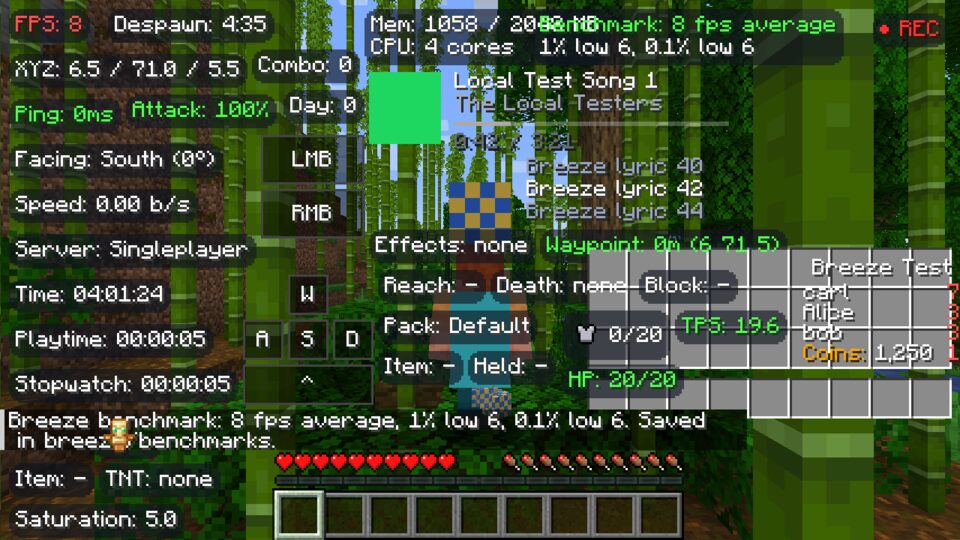 FPS: 8
Despawn: 4:35
Mem: 1058 /
Benchmark: 8 fps average
REC
CPU: 4 cores
1% low 6, 0.1% low 6
XYZ: 6.5 / 71.0 / 5.5
Combo: 0
Local Test Song 1
The Local Testers
Ping: 0ms
Attack: 100%
Day: 0
Facing: South (0°)
LMB
Breeze lyric 40
Breeze lyric 42
Breeze lyric 44
Speed: 0.00 b/s
RMB
Server: Singleplayer
Effects: none
Waypoint: 0m (6, 71, 5)
Breeze Test
Time: 04:01:24
W
Reach: -
Death: none
Block: -
carl
Alice
Playtime: 00:00:05
A
S
D
Pack: Default
0/20
TPS: 19.6
bob
Coins: 1,250
1
Stopwatch: 00:00:05
^
Item: -
Held: -
HP: 20/20
Breeze benchmark: 8 fps average, 1% low 6, 0.1% low 6. Saved
in breeze/benchmarks.
Item: -
TNT: none
Saturation: 5.0